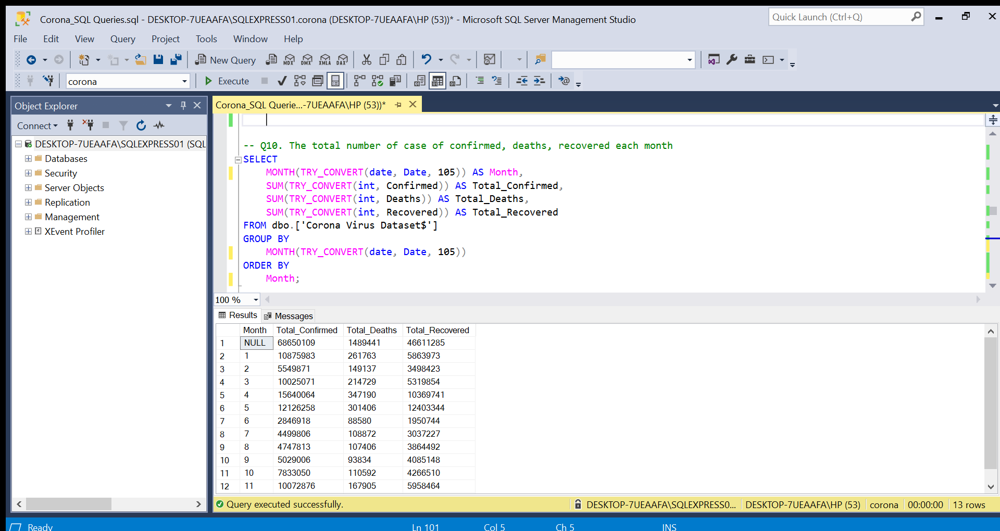 Corona_SQL Queries.sql - DESKTOP-7UEAAFA\SQLEXPRESS01.corona (DESKTOP-7UEAAFA\HP (53))* - Microsoft SQL Server Management Studio
Quick Launch (Ctrl+Q)
File Edit View Query Project Tools Window Help
New Query MDX DMX XMLA DAX
corona Execute
Object Explorer
Corona_SQL Querie...-7UEAAFA\HP (53))*
Connect
DESKTOP-7UEAAFA\SQLEXPRESS01 (SQL
Databases
Security
Server Objects
Replication
Management
XEvent Profiler
-- Q10. The total number of case of confirmed, deaths, recovered each month
SELECT
MONTH(TRY_CONVERT(date, Date, 105)) AS Month,
SUM(TRY_CONVERT(int, Confirmed)) AS Total_Confirmed,
SUM(TRY_CONVERT(int, Deaths)) AS Total_Deaths,
SUM(TRY_CONVERT(int, Recovered)) AS Total_Recovered
FROM dbo.['Corona Virus Dataset$']
GROUP BY
MONTH(TRY_CONVERT(date, Date, 105))
ORDER BY
Month;
100 %
Results Messages
Month Total_Confirmed Total_Deaths Total_Recovered
1 NULL 68650109 1489441 46611285
2 1 10875983 261763 5863973
3 2 5549871 149137 3498423
4 3 10025071 214729 5319854
5 4 15640064 347190 10369741
6 5 12126258 301406 12403344
7 6 2846918 88580 1950744
8 7 4499806 108872 3037227
9 8 4747813 107406 3864492
10 9 5029006 93834 4085148
11 10 7833050 110592 4266510
12 11 10072876 167905 5958464
Query executed successfully. DESKTOP-7UEAAFA\SQLEXPRESS0... DESKTOP-7UEAAFA\HP (53) corona 00:00:00 13 rows
Ready Ln 101 Col 5 Ch 5 INS